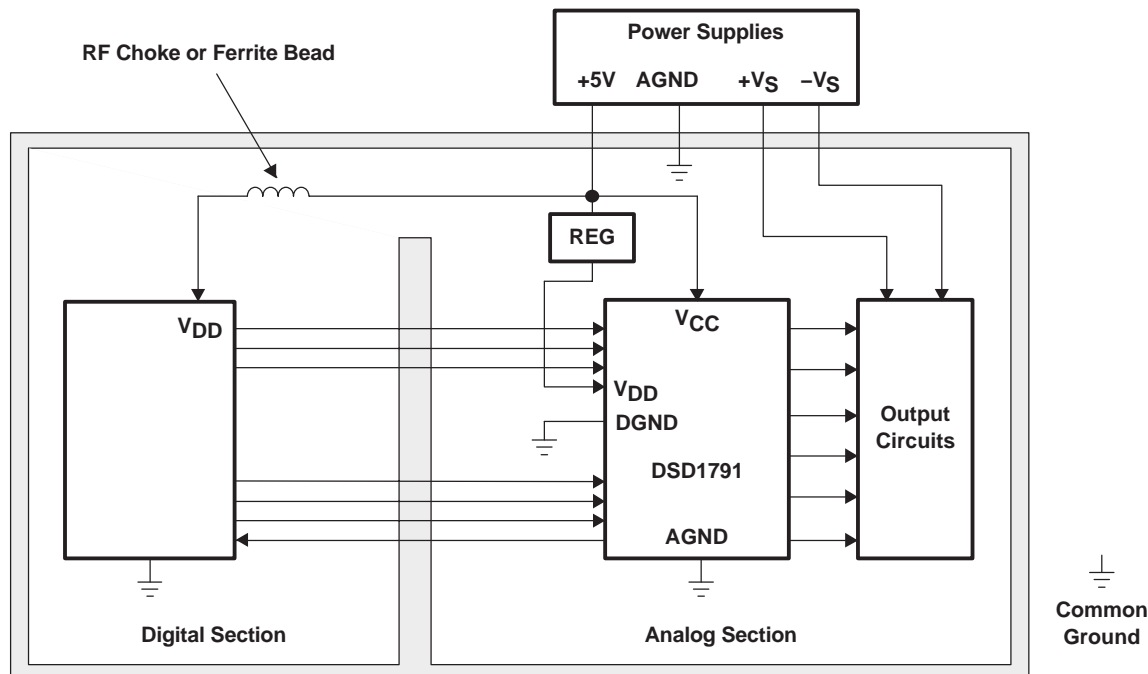 Power Supplies
RF Choke or Ferrite Bead
+5V AGND +VS –VS
REG
VDD
VCC
VDD
DGND
Output
Circuits
DSD1791
AGND
Common
Ground
Digital Section
Analog Section